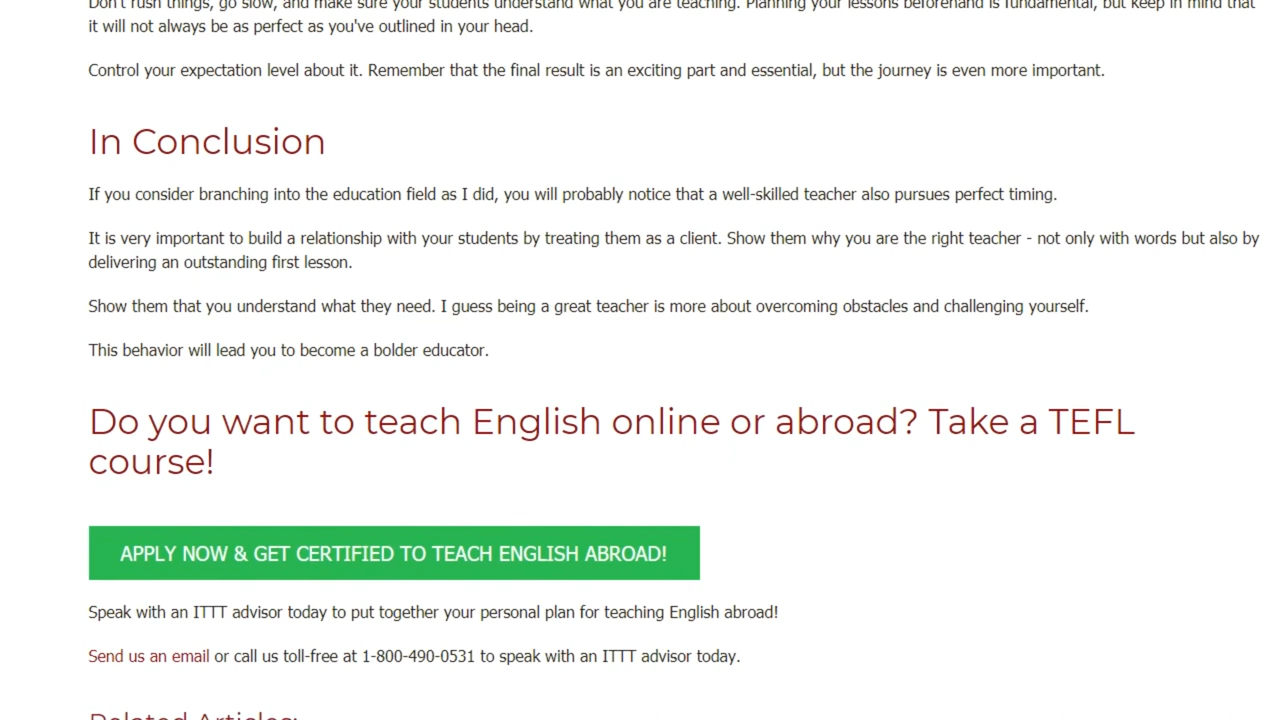 Don't rush things, go slow, and make sure your students understand what you are teaching. Planning your lessons beforehand is fundamental, but keep in mind that
it will not always be as perfect as you've outlined in your head.
Control your expectation level about it. Remember that the final result is an exciting part and essential, but the journey is even more important.
In Conclusion
If you consider branching into the education field as I did, you will probably notice that a well-skilled teacher also pursues perfect timing.
It is very important to build a relationship with your students by treating them as a client. Show them why you are the right teacher - not only with words but also by
delivering an outstanding first lesson.
Show them that you understand what they need. I guess being a great teacher is more about overcoming obstacles and challenging yourself.
This behavior will lead you to become a bolder educator.
Do you want to teach English online or abroad? Take a TEFL
course!
APPLY NOW & GET CERTIFIED TO TEACH ENGLISH ABROAD!
Speak with an ITTT advisor today to put together your personal plan for teaching English abroad!
Send us an email or call us toll-free at 1-800-490-0531 to speak with an ITTT advisor today.
Related Articles: